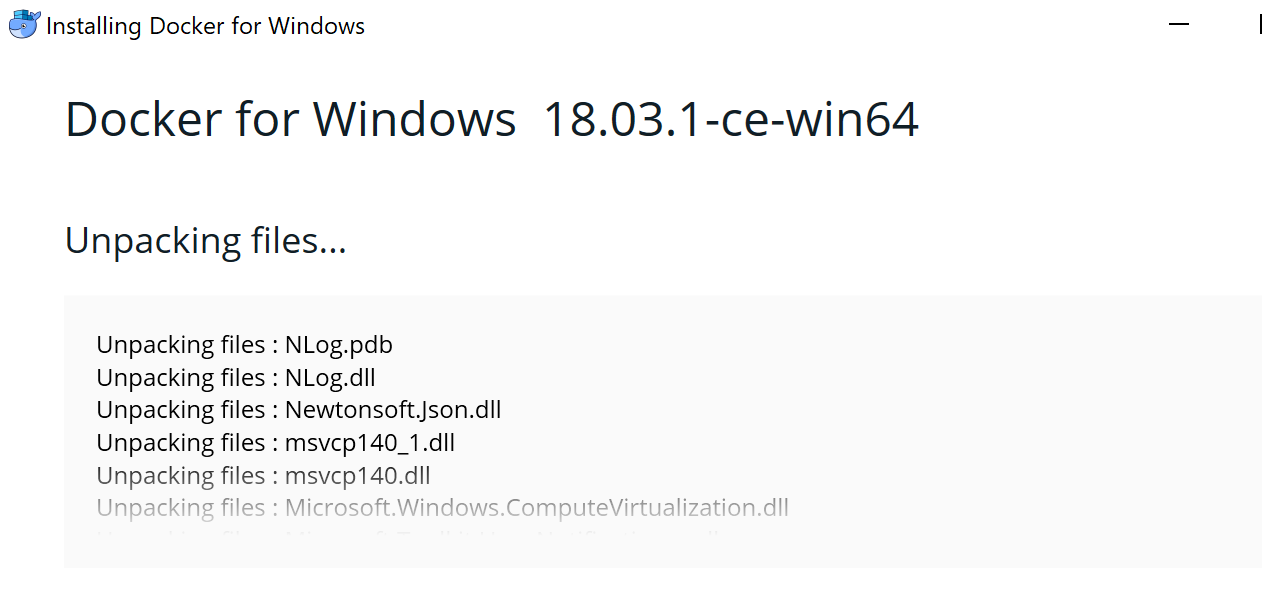 Installing Docker for Windows
Docker for Windows 18.03.1-ce-win64
Unpacking files...
Unpacking files : NLog.pdb
Unpacking files : NLog.dll
Unpacking files : Newtonsoft.Json.dll
Unpacking files : msvcp140_1.dll
Unpacking files : msvcp140.dll
Unpacking files : Microsoft.Windows.ComputeVirtualization.dll